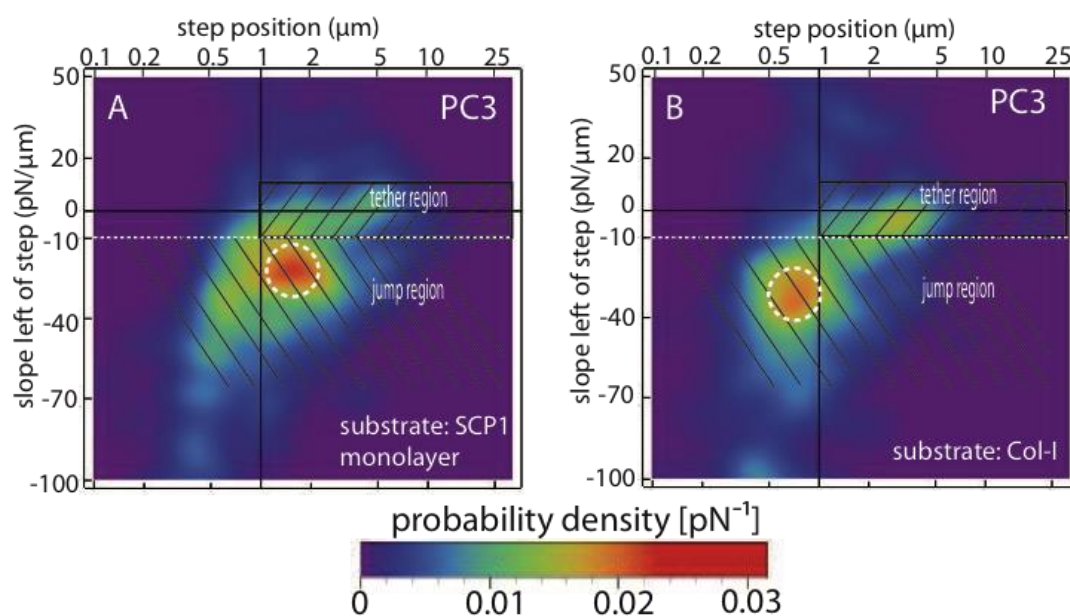 step position (μm)
0.1 0.2 0.5 1 2 5 10 25
50
20
0
-10
-40
-70
-100
slope left of step (pN/μm)
A
PC3
tether region
jump region
substrate: SCP1
monolayer
step position (μm)
0.1 0.2 0.5 1 2 5 10 25
50
20
0
-10
-40
-70
-100
slope left of step (pN/μm)
B
PC3
tether region
jump region
substrate: Col-I
probability density [pN⁻¹]
0 0.01 0.02 0.03